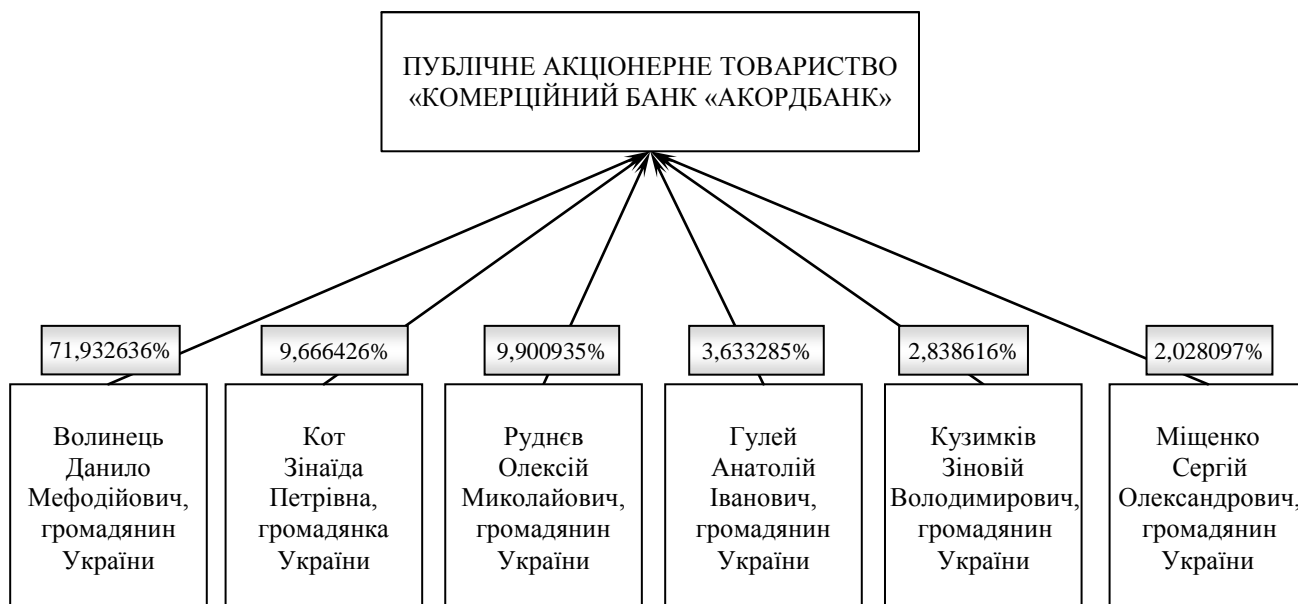 ПУБЛІЧНЕ АКЦІОНЕРНЕ ТОВАРИСТВО
«КОМЕРЦІЙНИЙ БАНК «АКОРДБАНК»
71,932636%
9,666426%
9,900935%
3,633285%
2,838616%
2,028097%
Волинець
Данило
Мефодійович,
громадянин
України
Кот
Зінаїда
Петрівна,
громадянка
України
Руднєв
Олексій
Миколайович,
громадянин
України
Гулей
Анатолій
Іванович,
громадянин
України
Кузимків
Зіновій
Володимирович,
громадянин
України
Міщенко
Сергій
Олександрович,
громадянин
України